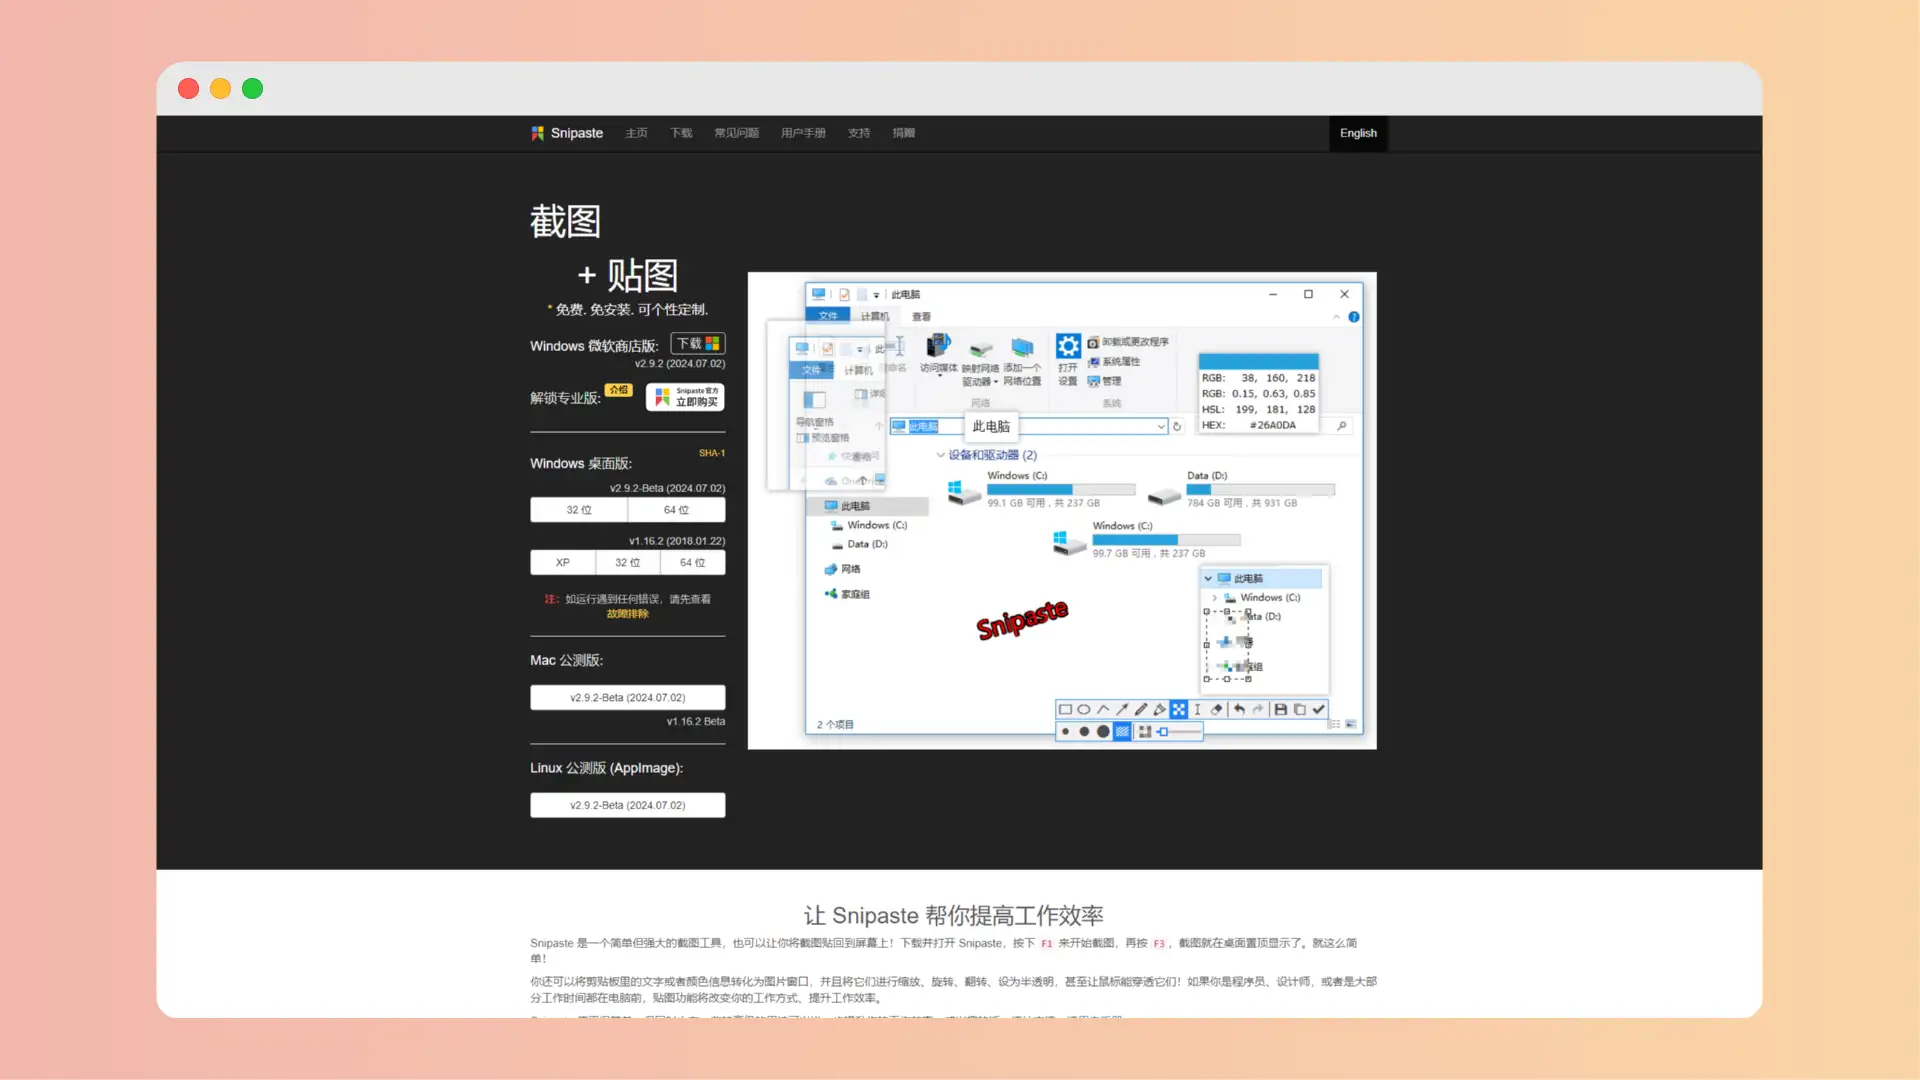 Snipaste 主页 下载 常见问题 用户手册 支持 捐赠 English
截图
+ 贴图
* 免费. 免安装. 可个性定制.
Windows 微软商店版: 下载
v2.9.2 (2024.07.02)
解锁专业版: 介绍 Snipaste 官方
立即购买
SHA-1
Windows 桌面版:
v2.9.2-Beta (2024.07.02)
32 位 64 位
v1.16.2 (2018.01.22)
XP 32 位 64 位
注: 如运行遇到任何错误, 请先查看
故障排除
Mac 公测版:
v2.9.2-Beta (2024.07.02)
v1.16.2 Beta
Linux 公测版 (AppImage):
v2.9.2-Beta (2024.07.02)
此电脑
文件 计算机 查看
文件 计算机
导航窗格
预览窗格
访问媒体 映射网络
驱动器 添加一个
网络位置
网络
打开
设置
卸载或更改程序
系统属性
管理
系统
RGB: 38, 160, 218
RGB: 0.15, 0.63, 0.85
HSL: 199, 181, 128
HEX: #26A0DA
此电脑
此电脑
设备和驱动器 (2)
Windows (C:)
99.1 GB 可用 , 共 237 GB
Data (D:)
784 GB 可用 , 共 931 GB
Windows (C:)
99.7 GB 可用 , 共 237 GB
此电脑
Windows (C:)
Data (D:)
网络
家庭组
Snipaste
此电脑
Windows (C:)
2 个项目
让 Snipaste 帮你提高工作效率
Snipaste 是一个简单但强大的截图工具，也可以让你将截图贴回到屏幕上！下载并打开 Snipaste，按下 F1 来开始截图，再按 F3，截图就在桌面置顶显示了。就这么简
单！
你还可以将剪贴板里的文字或者颜色信息转化为图片窗口，并且将它们进行缩放、旋转、翻转、设为半透明，甚至让鼠标能穿透它们！如果你是程序员、设计师，或者是大部
分工作时间都在电脑前，贴图功能将改变你的工作方式、提升工作效率。